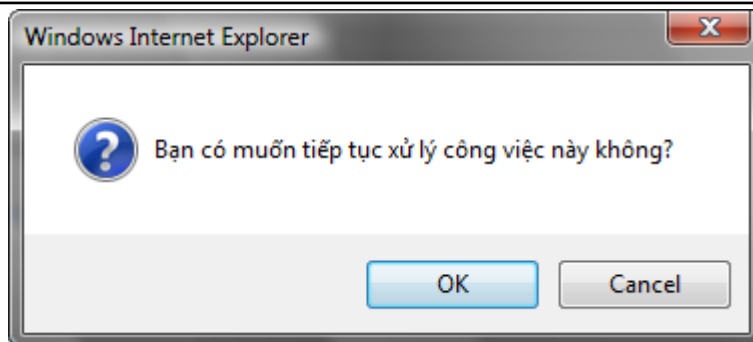 Windows Internet Explorer
Bạn có muốn tiếp tục xử lý công việc này không?
OK Cancel